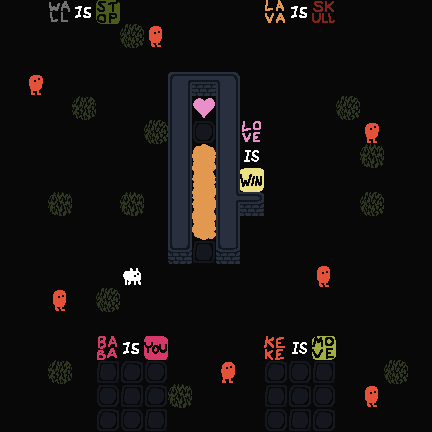 WALL IS STOP
LAVA IS SKULL
LOVE
IS
WIN
BABA IS YOU
KEKE IS MOVE